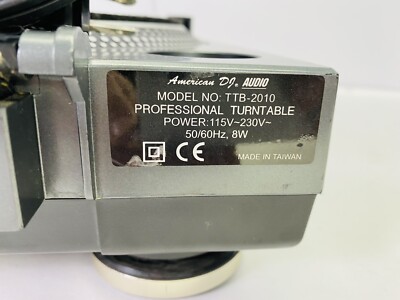 American DJ. AUDIO
MODEL NO: TTB-2010
PROFESSIONAL TURNTABLE
POWER:115V~230V~
50/60Hz, 8W
CE MADE IN TAIWAN